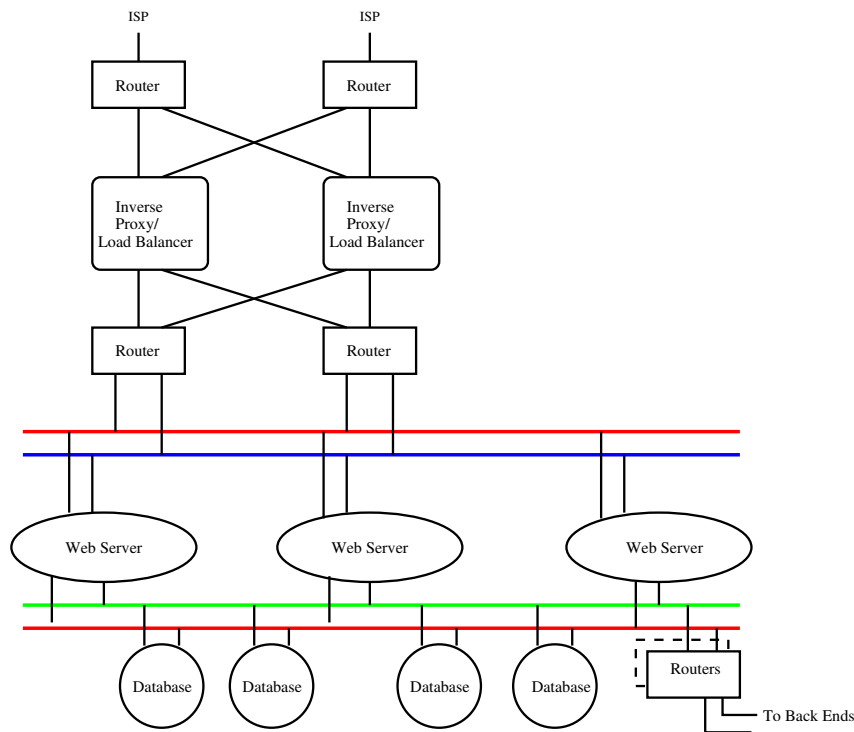 ISP
ISP
Router
Router
Inverse
Proxy/
Load Balancer
Inverse
Proxy/
Load Balancer
Router
Router
Web Server
Web Server
Web Server
Database
Database
Database
Database
Routers
To Back Ends